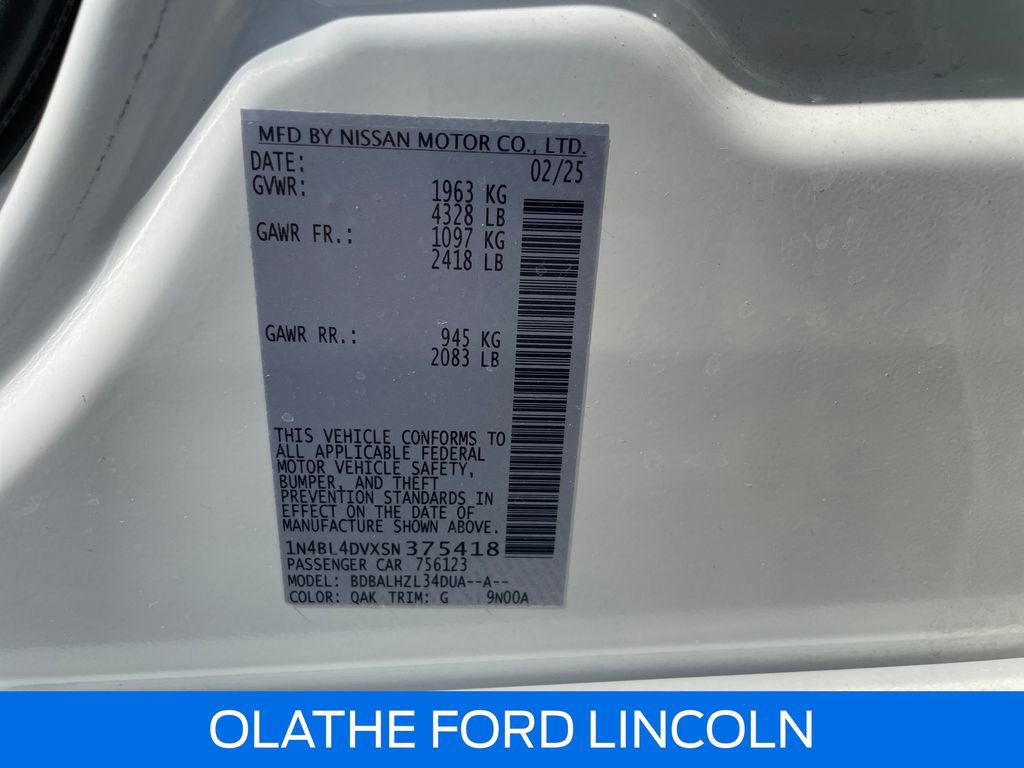 MFD BY NISSAN MOTOR CO., LTD.
DATE: 02/25
GVWR: 1963 KG
4328 LB
GAWR FR.: 1097 KG
2418 LB
GAWR RR.: 945 KG
2083 LB
THIS VEHICLE CONFORMS TO
ALL APPLICABLE FEDERAL
MOTOR VEHICLE SAFETY,
BUMPER, AND THEFT
PREVENTION STANDARDS IN
EFFECT ON THE DATE OF
MANUFACTURE SHOWN ABOVE.
1N4BL4DVXSN375418
PASSENGER CAR 756123
MODEL: BDBALHZL34DUA--A--
COLOR: QAK TRIM: G 9N00A
OLATHE FORD LINCOLN